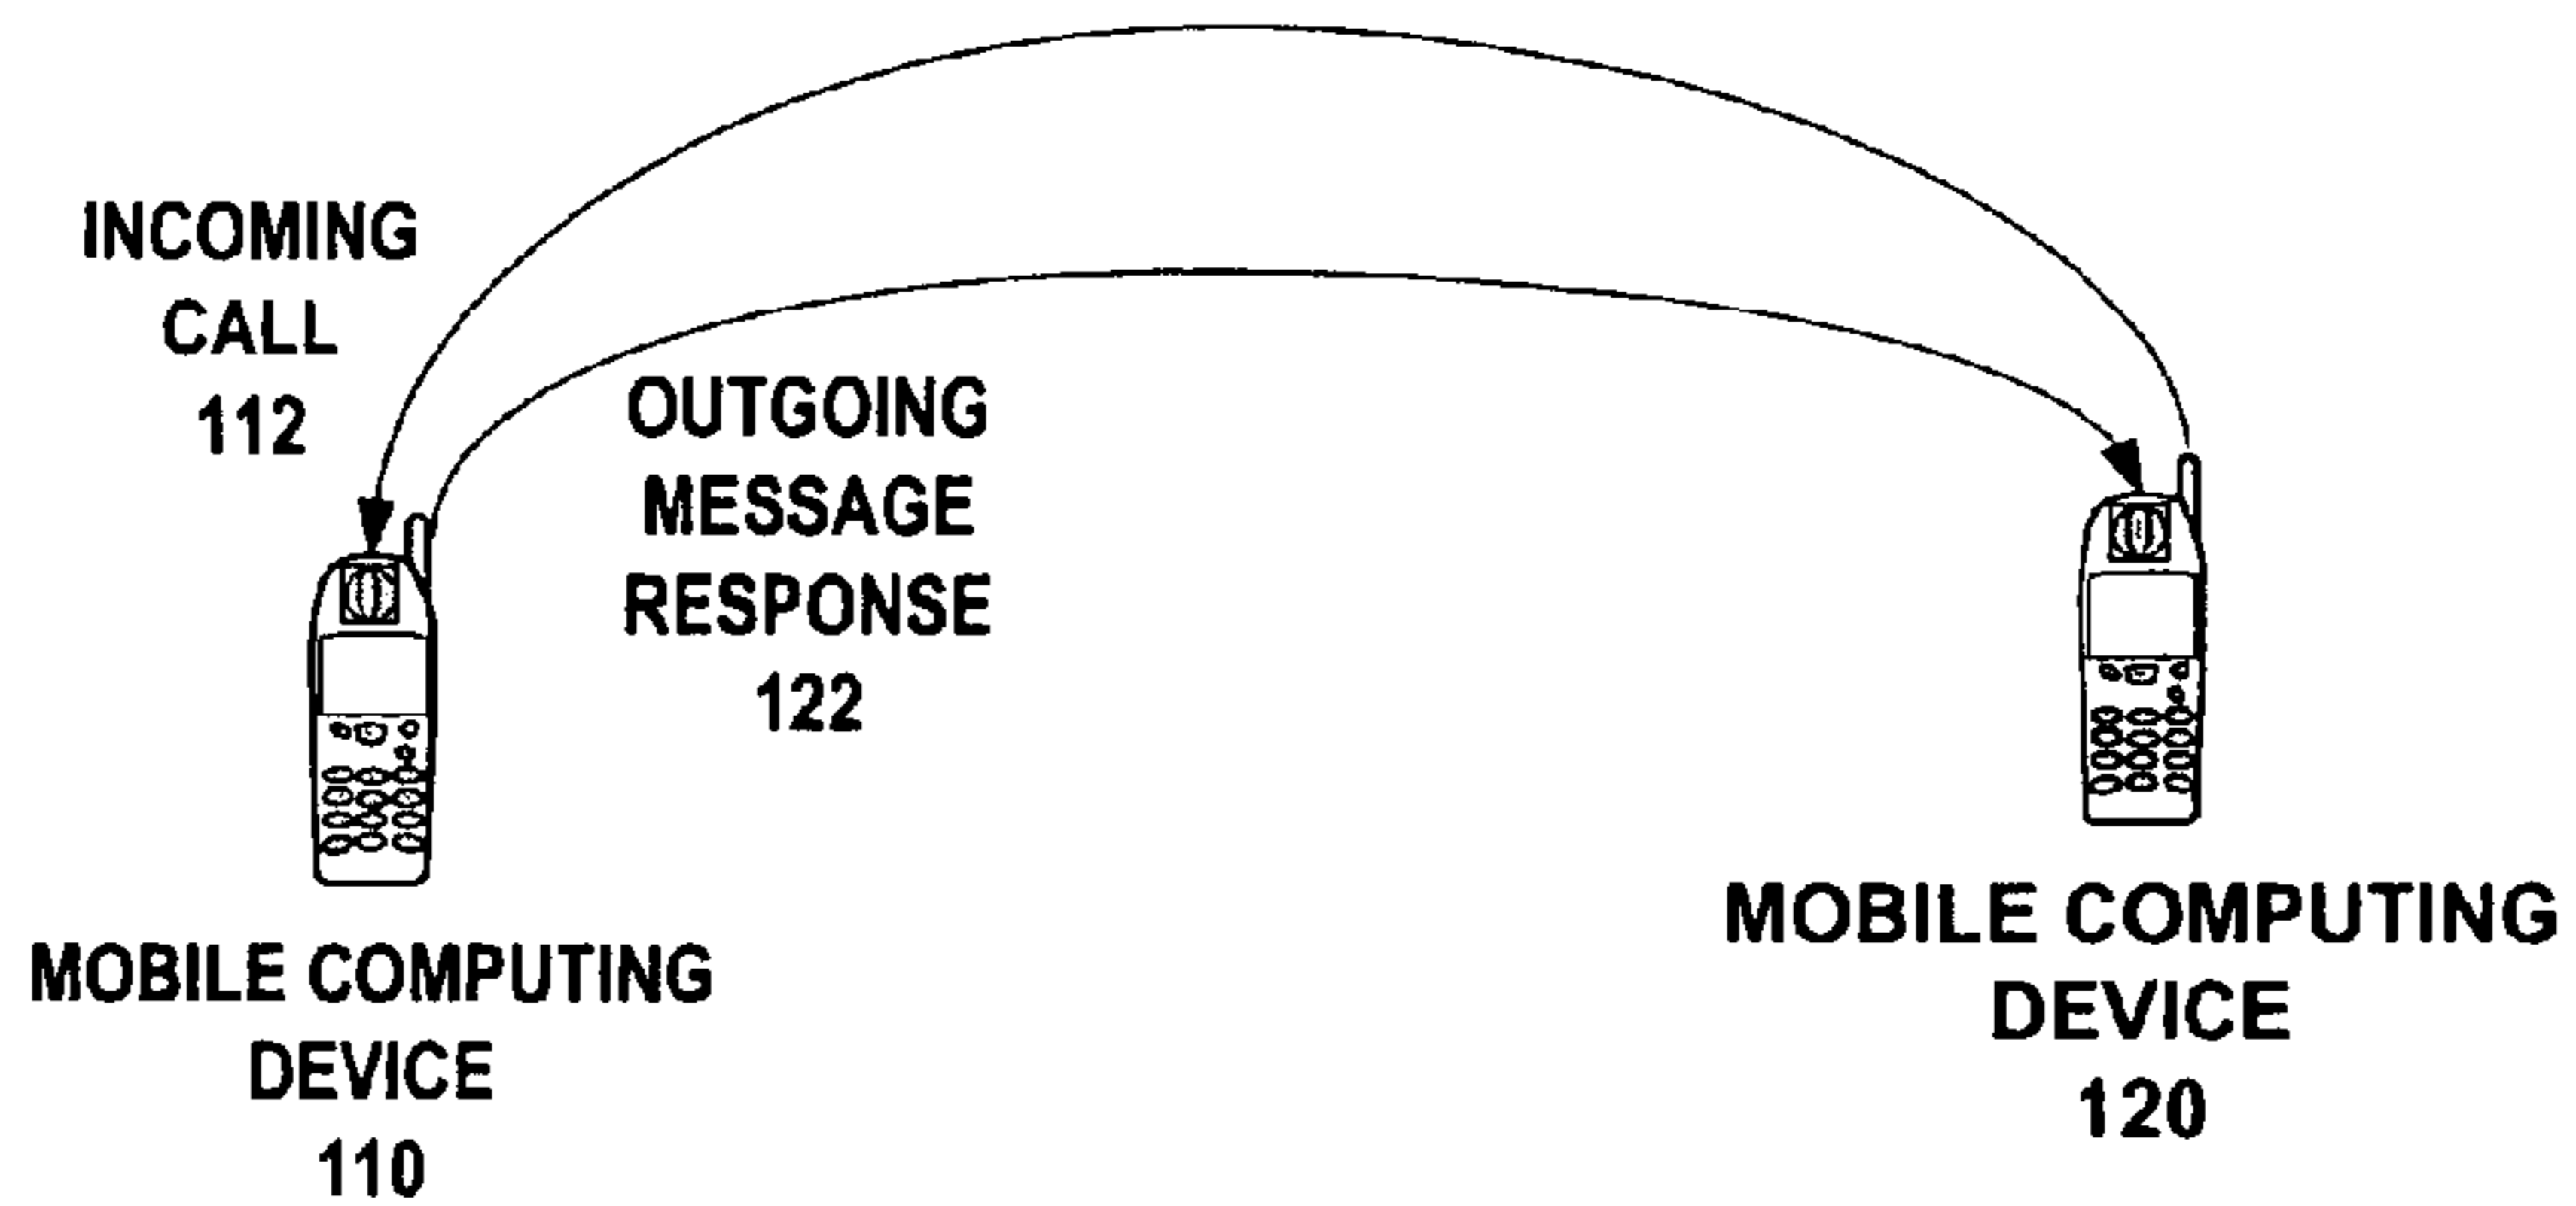 INCOMING
CALL
112
OUTGOING
MESSAGE
RESPONSE
122
MOBILE COMPUTING
DEVICE
110
MOBILE COMPUTING
DEVICE
120